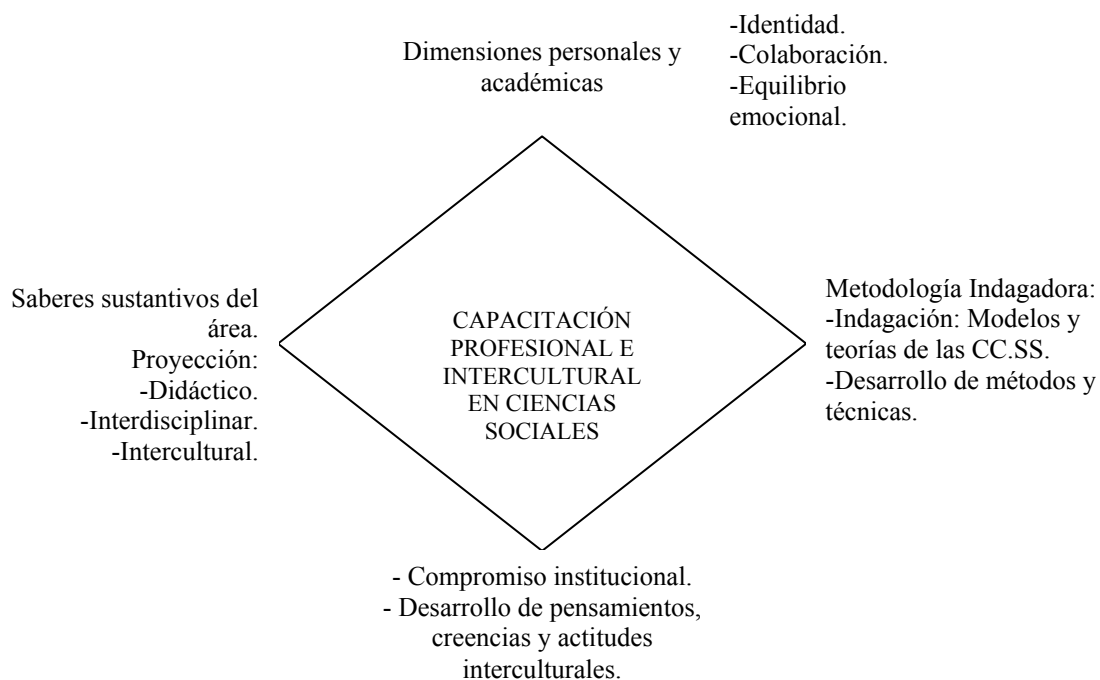 Dimensiones personales y
académicas
-Identidad.
-Colaboración.
-Equilibrio
emocional.
Saberes sustantivos del
área.
Proyección:
-Didáctico.
-Interdisciplinar.
-Intercultural.
CAPACITACIÓN
PROFESIONAL E
INTERCULTURAL
EN CIENCIAS
SOCIALES
Metodología Indagadora:
-Indagación: Modelos y
teorías de las CC.SS.
-Desarrollo de métodos y
técnicas.
- Compromiso institucional.
- Desarrollo de pensamientos,
creencias y actitudes
interculturales.